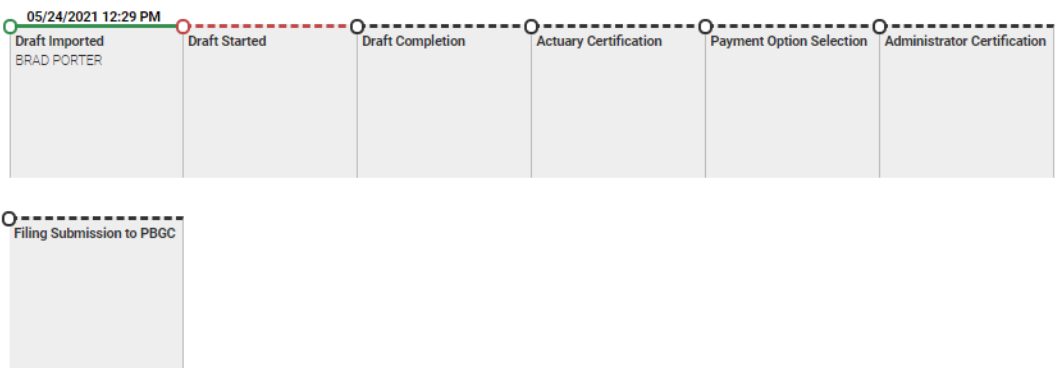 05/24/2021 12:29 PM
Draft Imported
BRAD PORTER
Draft Started
Draft Completion
Actuary Certification
Payment Option Selection
Administrator Certification
Filing Submission to PBGC